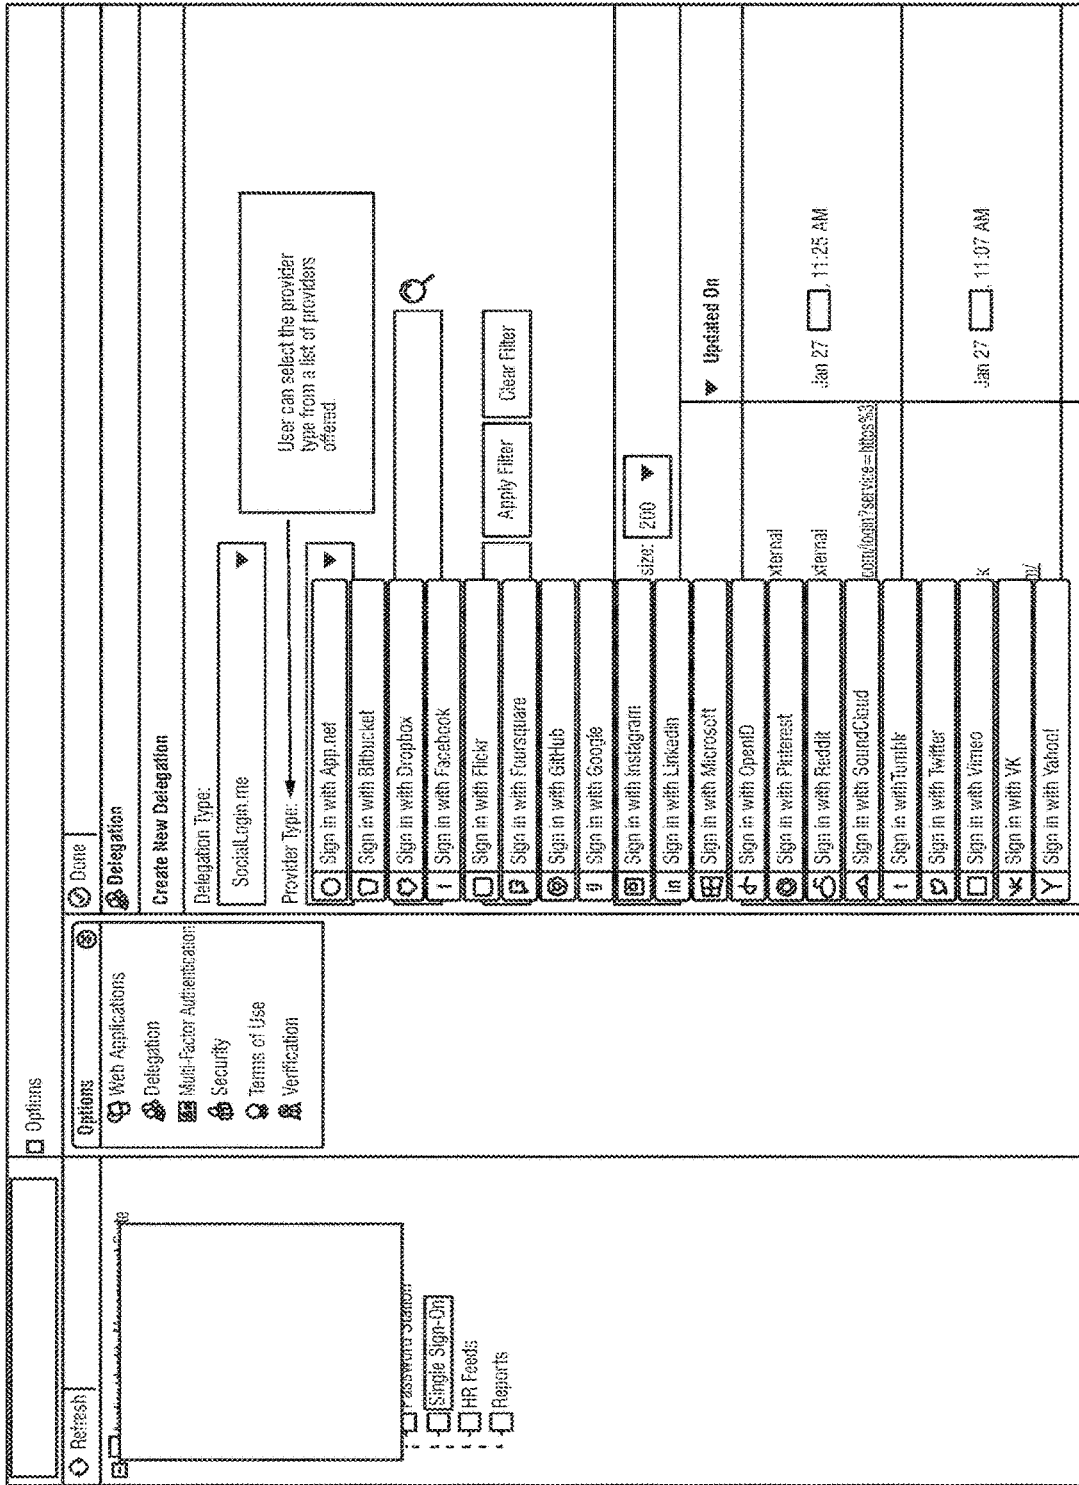 Options
Refresh
Password Station
Single Sign-On
HR Feeds
Reports
Options
Web Applications
Delegation
Multi-Factor Authentication
Security
Terms of Use
Verification
Done
Delegation
Create New Delegation
Delegation Type:
SocialLogin.me
Provider Type:
User can select the provider
type from a list of providers
offered.
Sign in with App.net
Sign in with Bitbucket
Sign in with Dropbox
f Sign in with Facebook
Sign in with Flickr
Sign in with Foursquare
Sign in with GitHub
g Sign in with Google
Sign in with Instagram
in Sign in with Linkedin
Sign in with Microsoft
Sign in with OpenID
Sign in with Pinterest
Sign in with Reddit
Sign in with SoundCloud
t Sign in with Tumblr
Sign in with Twitter
Sign in with Vimeo
Sign in with VK
Y Sign in with Yahoo!
Apply Filter
Clear Filter
size: 200
Updated On
xternal
xternal
com/login?service=https%3
Jan 27 , 11:25 AM
k
m/
Jan 27 , 11:07 AM